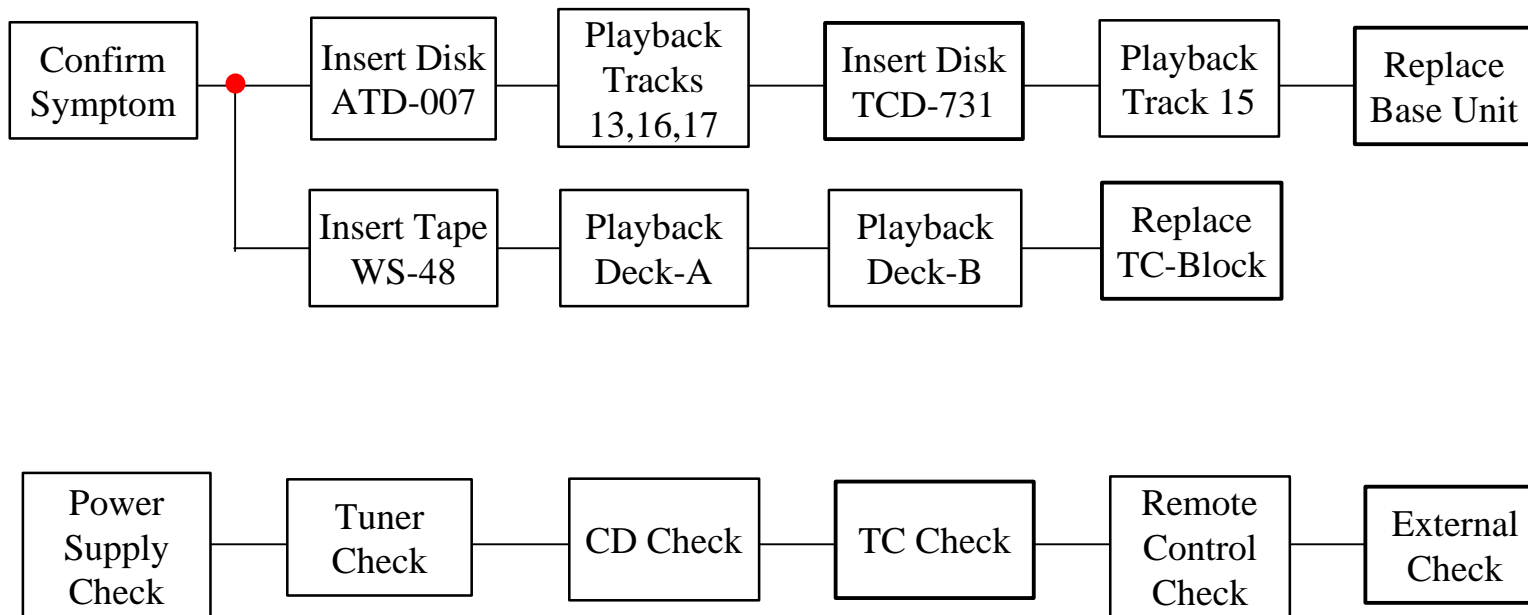 Confirm
Symptom
Insert Disk
ATD-007
Playback
Tracks
13,16,17
Insert Disk
TCD-731
Playback
Track 15
Replace
Base Unit
Insert Tape
WS-48
Playback
Deck-A
Playback
Deck-B
Replace
TC-Block
Power
Supply
Check
Tuner
Check
CD Check
TC Check
Remote
Control
Check
External
Check